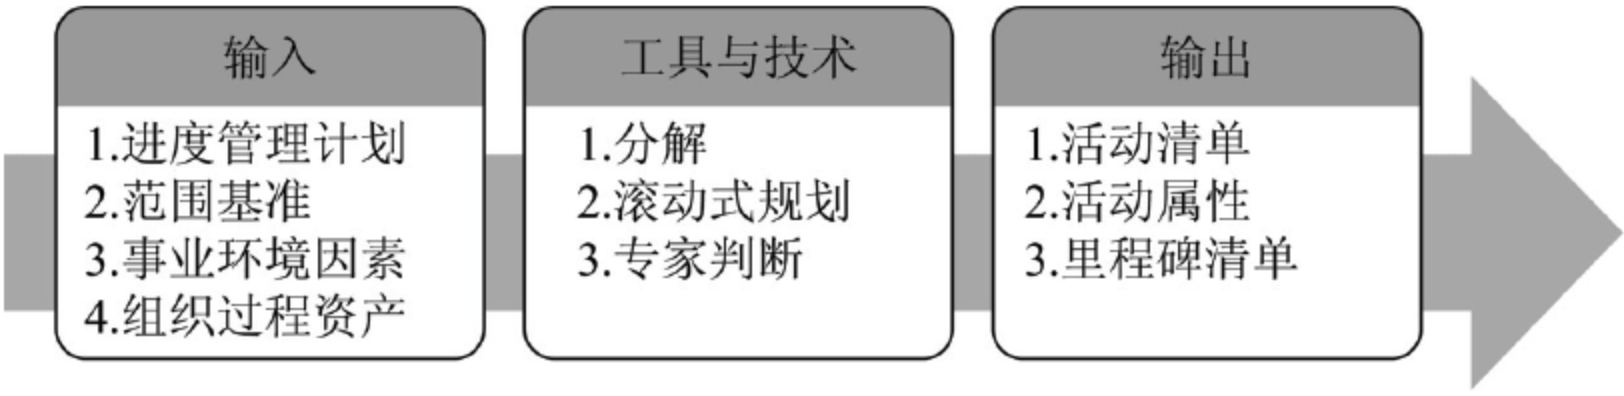 输入
1.进度管理计划
2.范围基准
3.事业环境因素
4.组织过程资产
工具与技术
1.分解
2.滚动式规划
3.专家判断
输出
1.活动清单
2.活动属性
3.里程碑清单